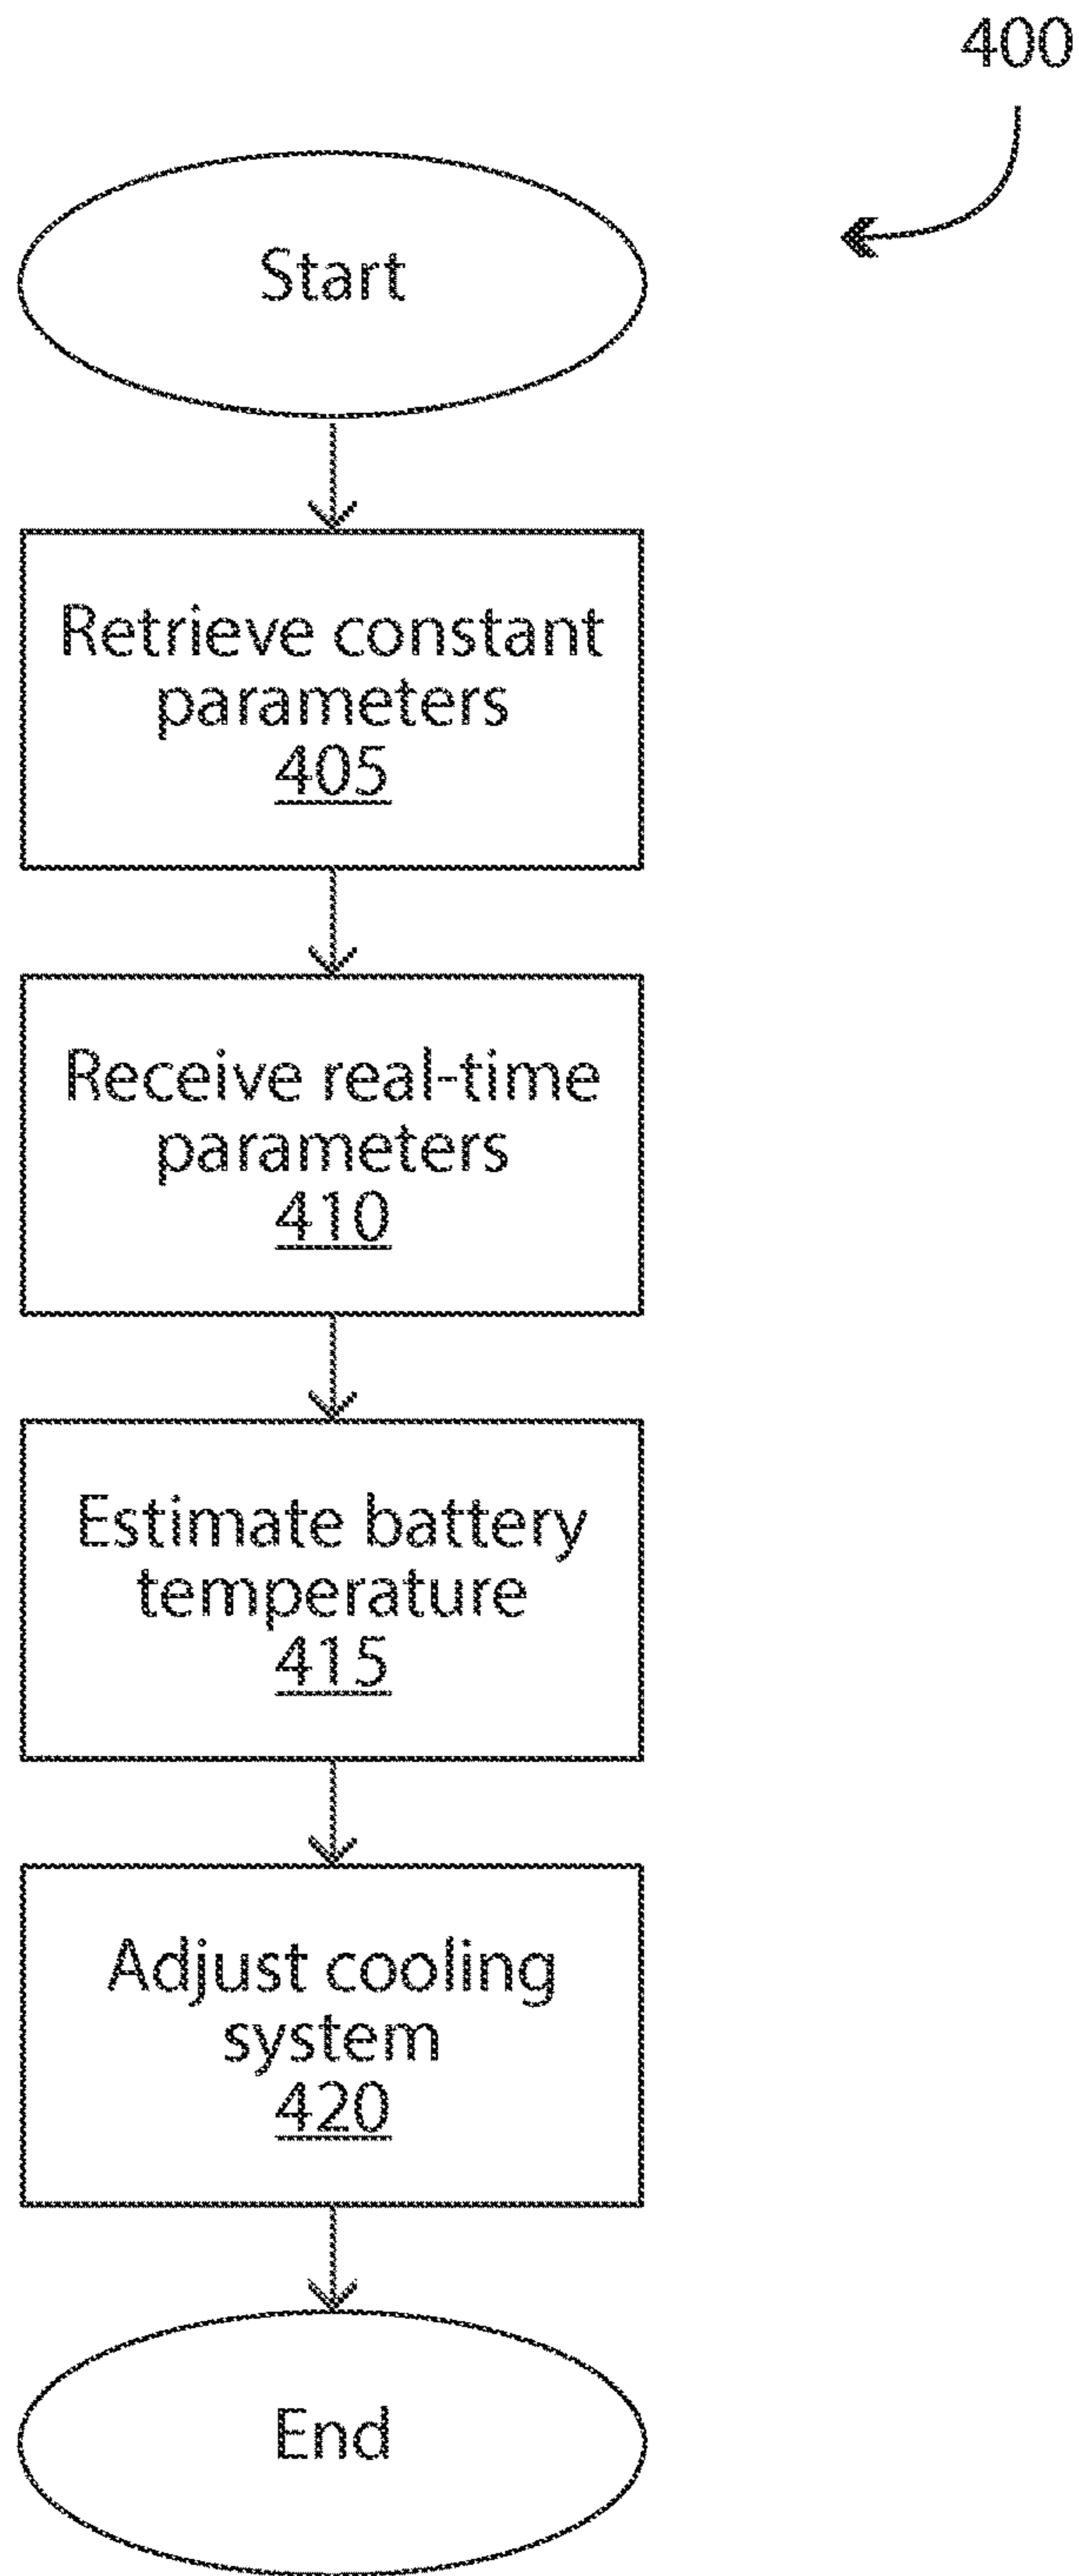 400
Start
Retrieve constant
parameters
405
Receive real-time
parameters
410
Estimate battery
temperature
415
Adjust cooling
system
420
End